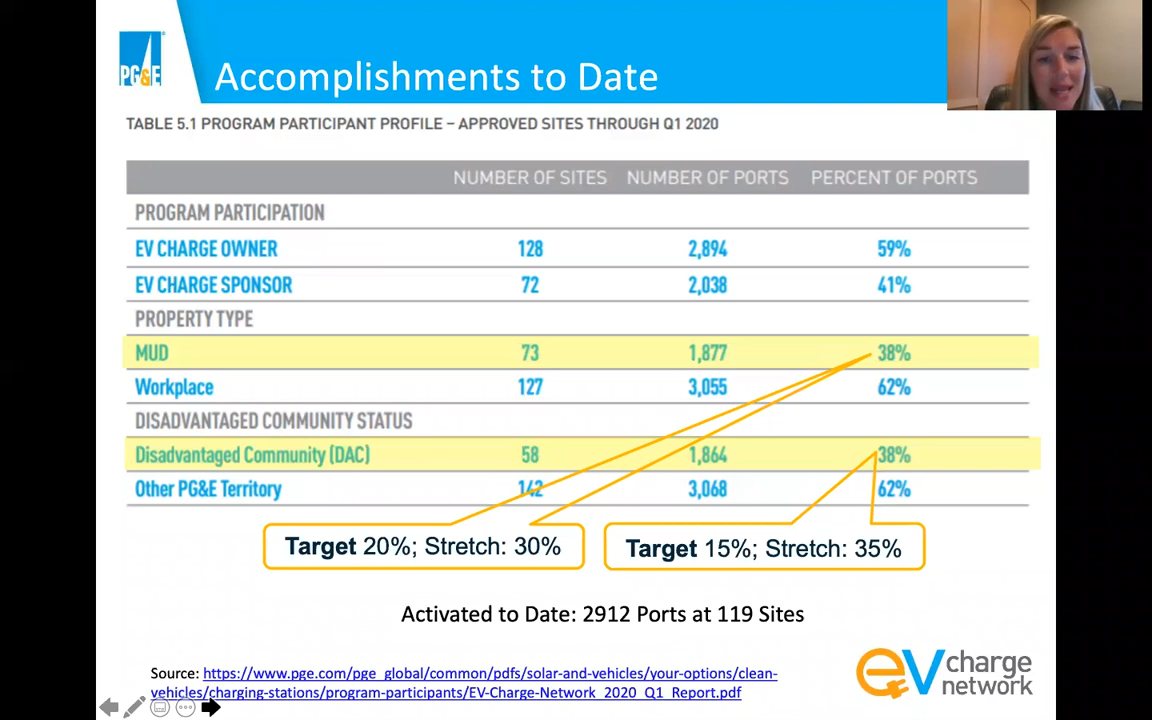 PG&E
Accomplishments to Date
TABLE 5.1 PROGRAM PARTICIPANT PROFILE – APPROVED SITES THROUGH Q1 2020
NUMBER OF SITES NUMBER OF PORTS PERCENT OF PORTS
PROGRAM PARTICIPATION
EV CHARGE OWNER 128 2,894 59%
EV CHARGE SPONSOR 72 2,038 41%
PROPERTY TYPE
MUD 73 1,877 38%
Workplace 127 3,055 62%
DISADVANTAGED COMMUNITY STATUS
Disadvantaged Community (DAC) 58 1,864 38%
Other PG&E Territory 142 3,068 62%
Target 20%; Stretch: 30%
Target 15%; Stretch: 35%
Activated to Date: 2912 Ports at 119 Sites
Source: https://www.pge.com/pge_global/common/pdfs/solar-and-vehicles/your-options/clean-
vehicles/charging-stations/program-participants/EV-Charge-Network_2020_Q1_Report.pdf
eV charge
network